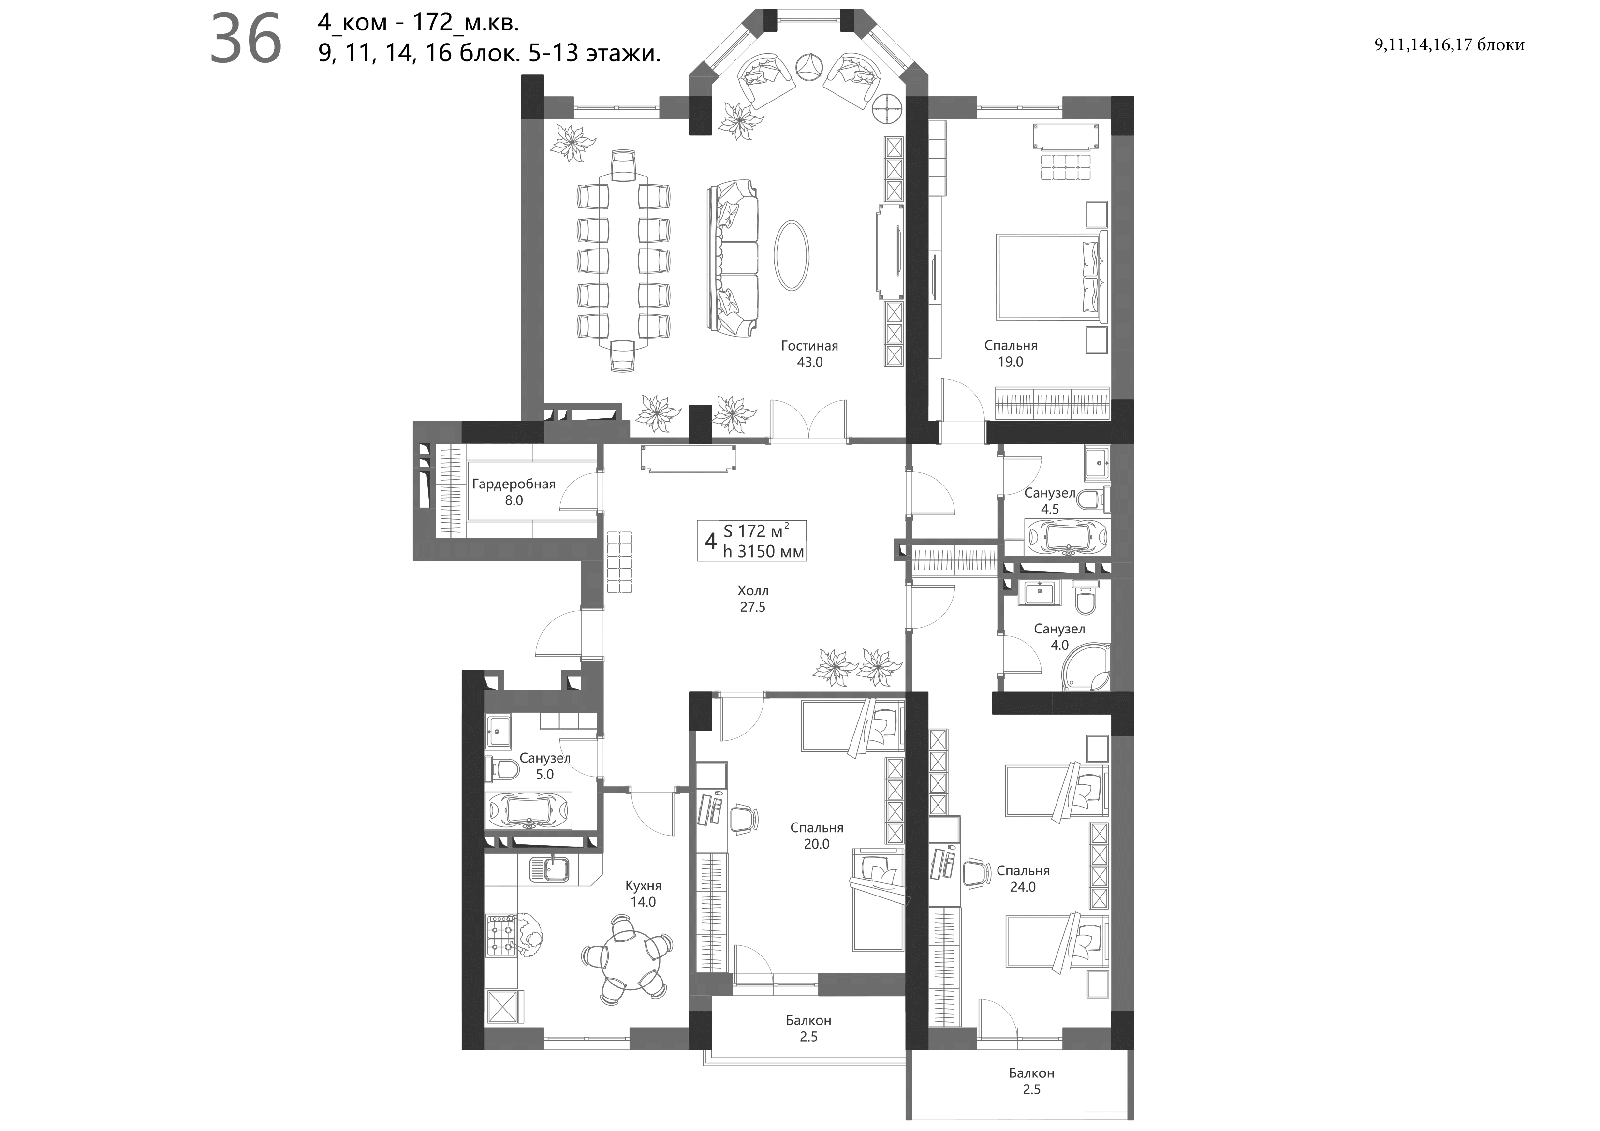 36
4_ком - 172_м.кв.
9, 11, 14, 16 блок. 5-13 этажи.
9,11,14,16,17 блоки
Гостиная
43.0
Спальня
19.0
Гардеробная
8.0
Санузел
4.5
4
S 172 м²
h 3150 мм
Холл
27.5
Санузел
4.0
Санузел
5.0
Спальня
20.0
Спальня
24.0
Кухня
14.0
Балкон
2.5
Балкон
2.5